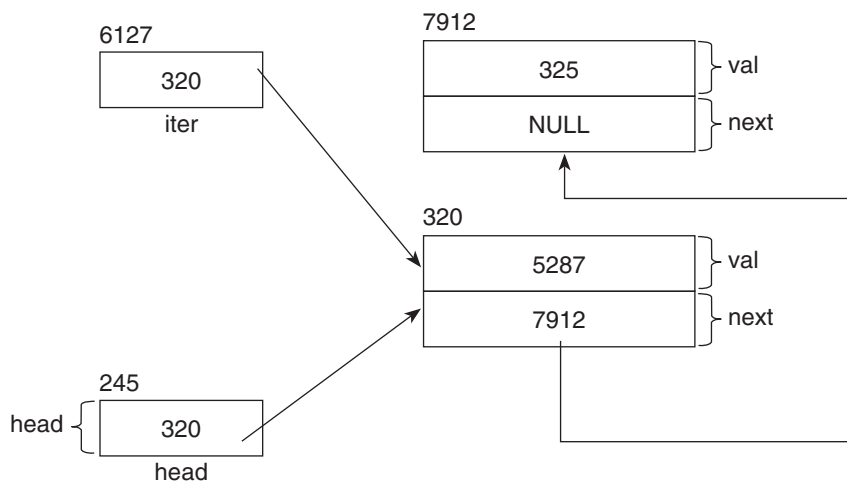 6127
320
iter
7912
325
val
NULL
next
320
5287
val
7912
next
245
head
320
head